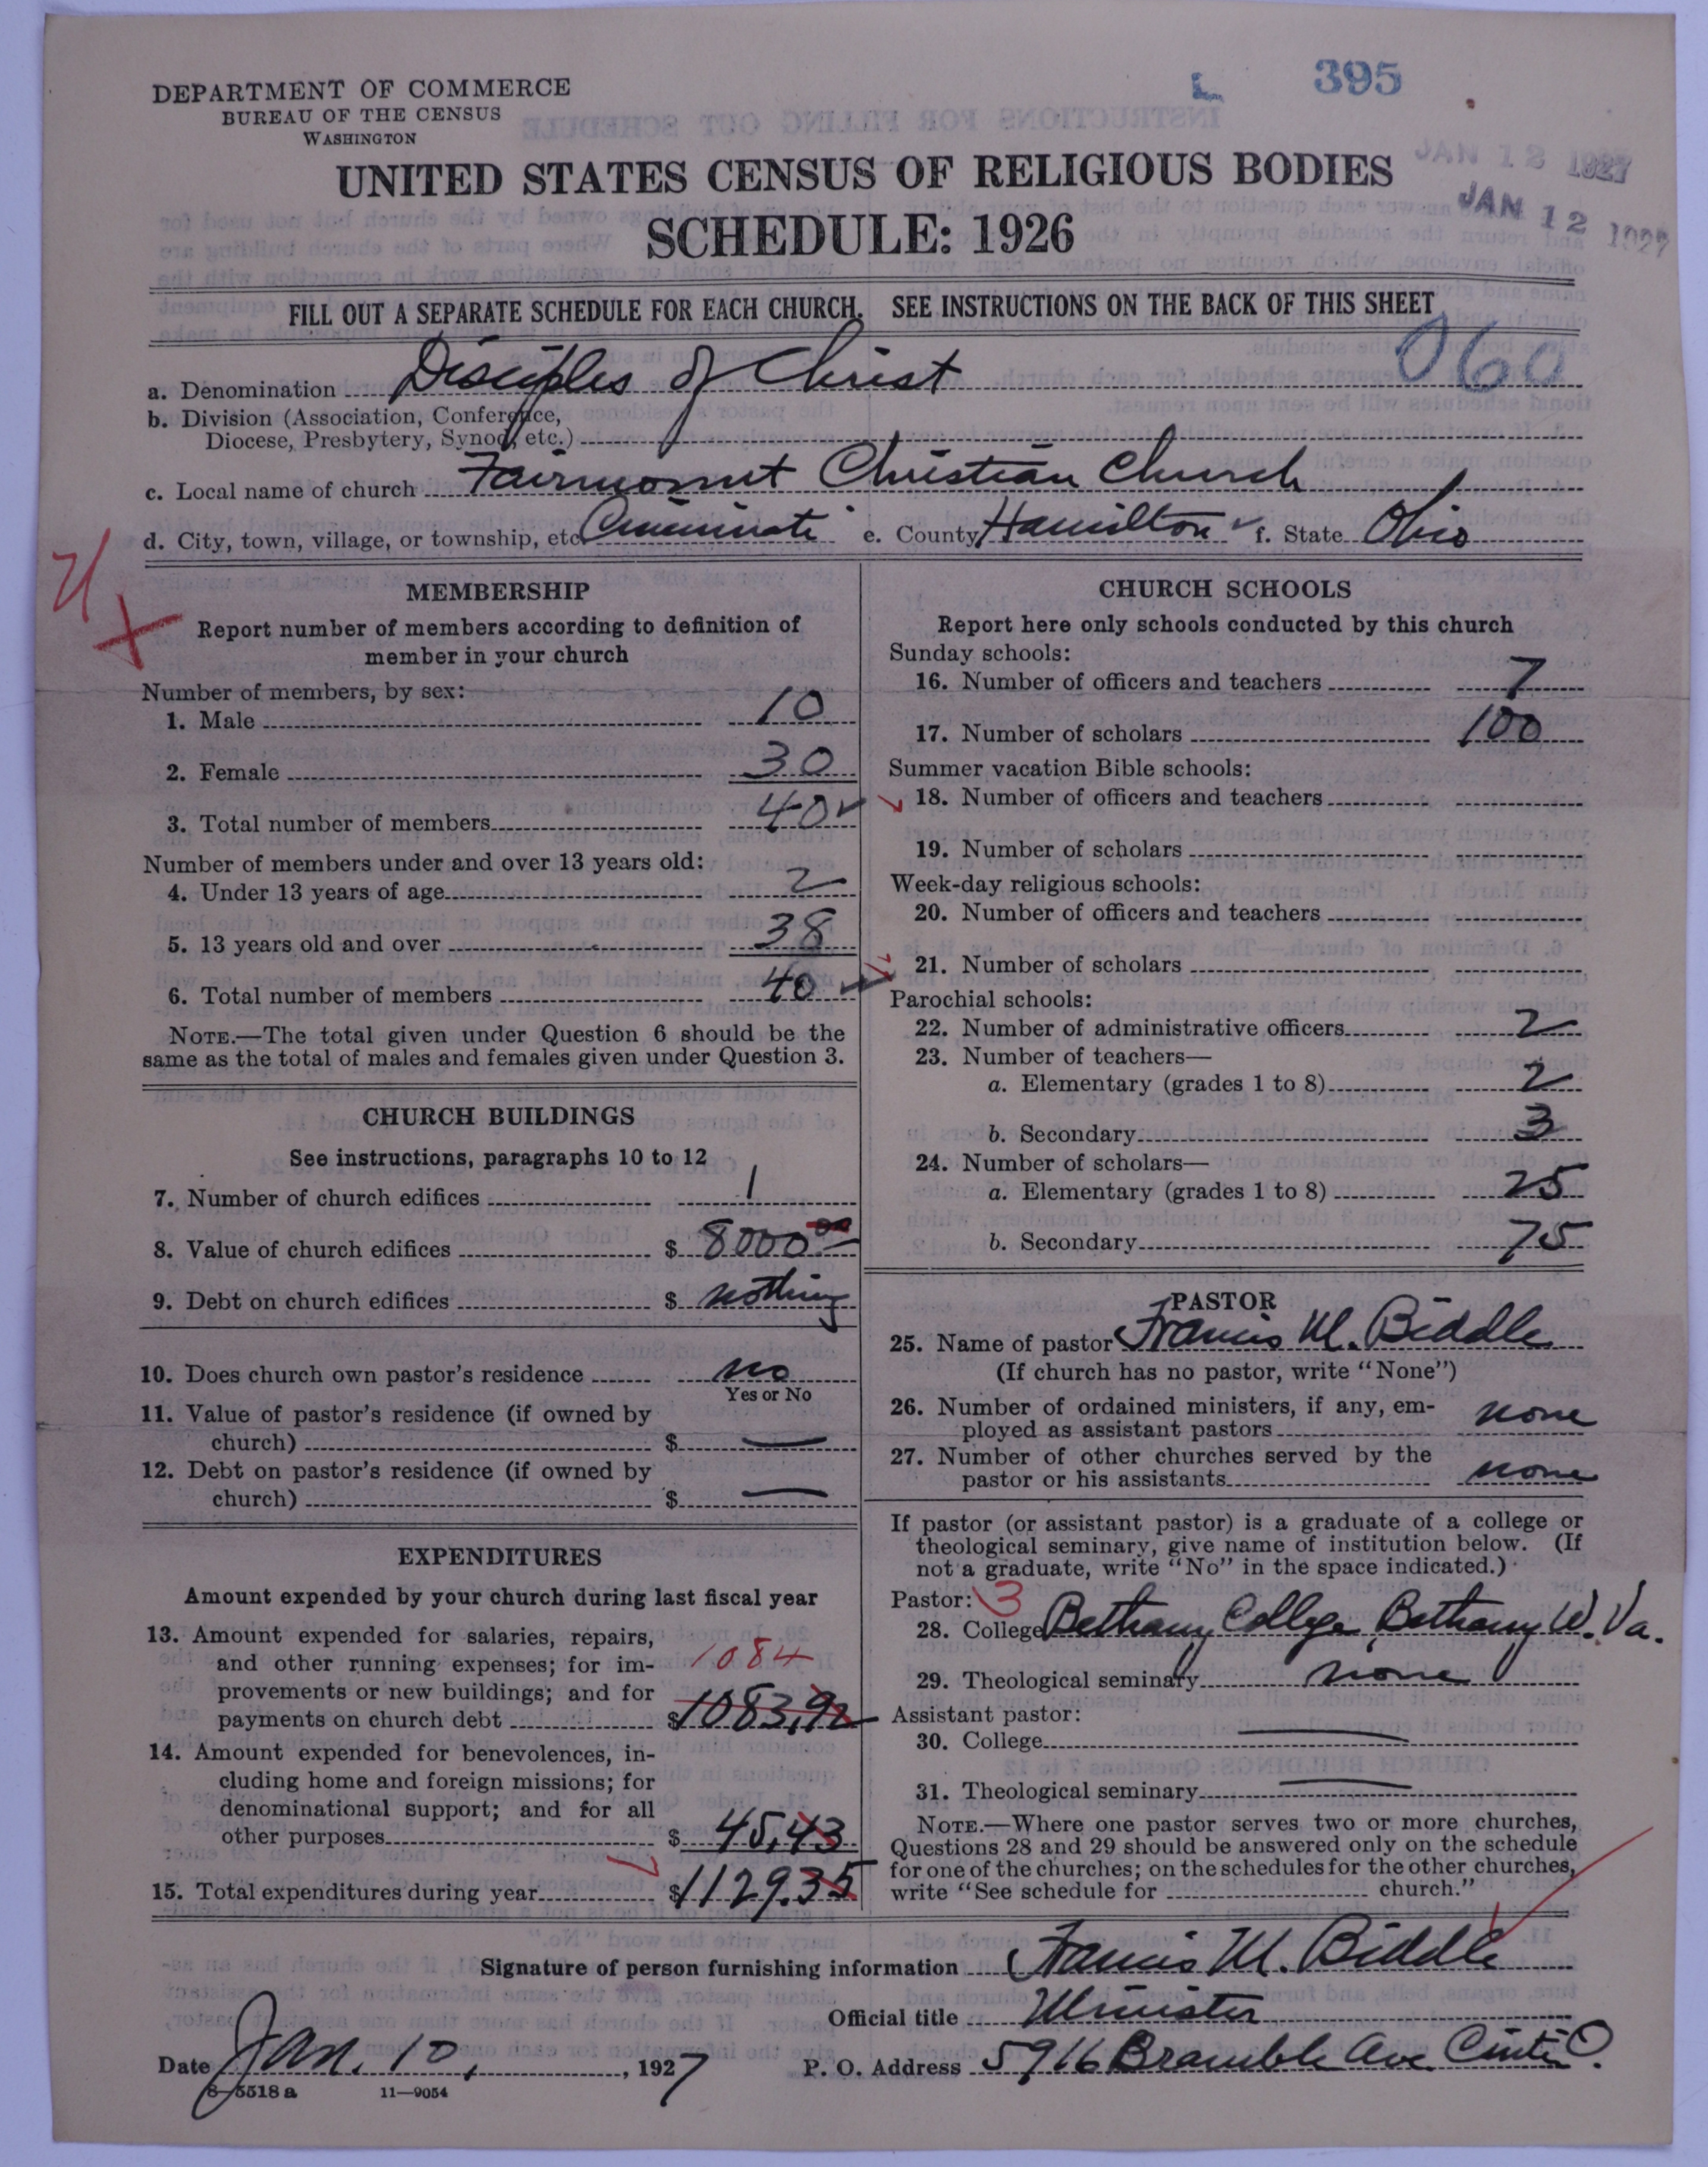 395
DEPARTMENT OF COMMERCE
BUREAU OF THE CENSUS
WASHINGTON
JAN 12 1927
JAN 12 1927
UNITED STATES CENSUS OF RELIGIOUS BODIES
SCHEDULE: 1926
FILL OUT A SEPARATE SCHEDULE FOR EACH CHURCH. SEE INSTRUCTIONS ON THE BACK OF THIS SHEET
060
a. Denomination Disciples of Christ
b. Division (Association, Conference,
Diocese, Presbytery, Synod, etc.)
c. Local name of church Fairmount Christian Church
d. City, town, village, or township, etc. Cincinnati e. County Hamilton f. State Ohio
MEMBERSHIP
Report number of members according to definition of
member in your church
Number of members, by sex:
1. Male 10
2. Female 30
3. Total number of members 40
Number of members under and over 13 years old:
4. Under 13 years of age 2
5. 13 years old and over 38
6. Total number of members 40
NOTE.—The total given under Question 6 should be the
same as the total of males and females given under Question 3.
CHURCH BUILDINGS
See instructions, paragraphs 10 to 12
7. Number of church edifices 1
8. Value of church edifices $ 8000 00
9. Debt on church edifices $ nothing
10. Does church own pastor's residence no
Yes or No
11. Value of pastor's residence (if owned by
church) $ —
12. Debt on pastor's residence (if owned by
church) $ —
EXPENDITURES
Amount expended by your church during last fiscal year
13. Amount expended for salaries, repairs,
and other running expenses; for im-
1084
provements or new buildings; and for
payments on church debt $ 1083,92
14. Amount expended for benevolences, in-
cluding home and foreign missions; for
denominational support; and for all
other purposes $ 45,43
15. Total expenditures during year $ 1129.35
CHURCH SCHOOLS
Report here only schools conducted by this church
Sunday schools:
16. Number of officers and teachers 7
17. Number of scholars 100
Summer vacation Bible schools:
18. Number of officers and teachers
19. Number of scholars
Week-day religious schools:
20. Number of officers and teachers
21. Number of scholars
Parochial schools:
22. Number of administrative officers 2
23. Number of teachers—
a. Elementary (grades 1 to 8) 2
b. Secondary 3
24. Number of scholars—
a. Elementary (grades 1 to 8) 25
b. Secondary 75
PASTOR
25. Name of pastor Francis M. Biddle
(If church has no pastor, write "None")
26. Number of ordained ministers, if any, em-
ployed as assistant pastors none
27. Number of other churches served by the
pastor or his assistants none
If pastor (or assistant pastor) is a graduate of a college or
theological seminary, give name of institution below. (If
not a graduate, write "No" in the space indicated.)
Pastor: 3
28. College Bethany College, Bethany W. Va.
29. Theological seminary none
Assistant pastor:
30. College —
31. Theological seminary —
NOTE.—Where one pastor serves two or more churches,
Questions 28 and 29 should be answered only on the schedule
for one of the churches; on the schedules for the other churches,
write "See schedule for church."
Signature of person furnishing information Francis M. Biddle
Official title Minister
Date Jan. 10, 1927 P. O. Address 5916 Bramble Ave Cinti O.
8-5518 a 11—9054